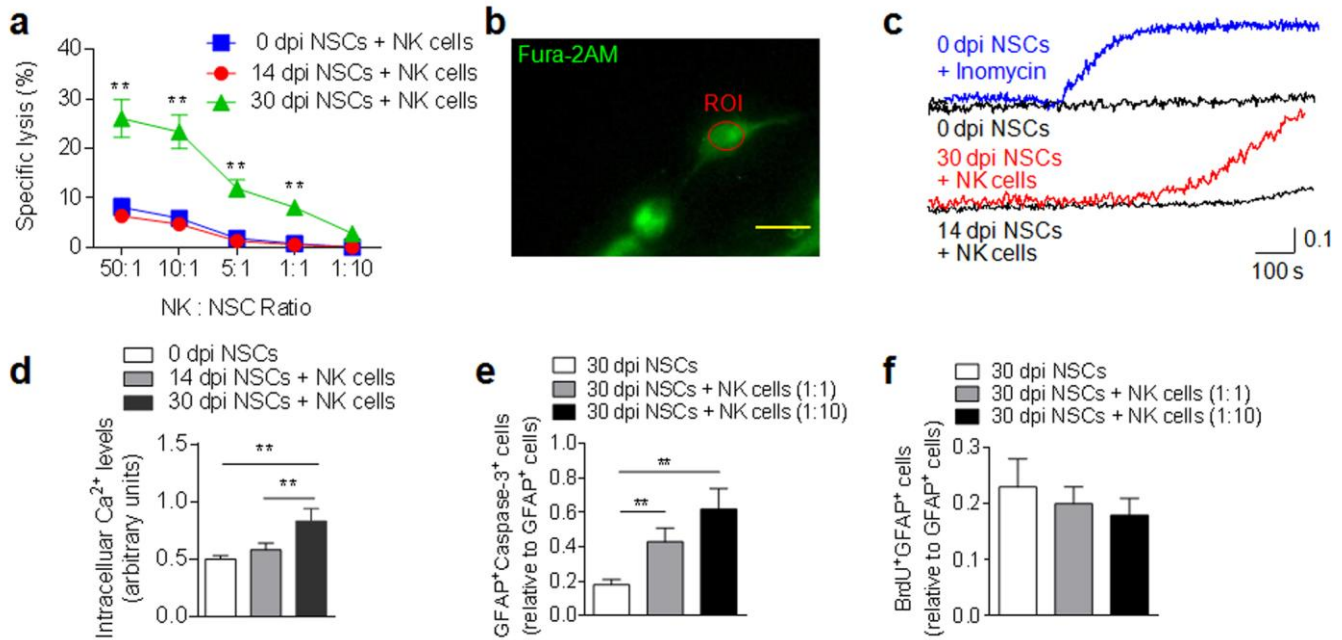 a
0 dpi NSCs + NK cells
14 dpi NSCs + NK cells
30 dpi NSCs + NK cells
Specific lysis (%)
40
30
20
10
0
**
**
**
**
50:1 10:1 5:1 1:1 1:10
NK : NSC Ratio
b
Fura-2AM
ROI
c
0 dpi NSCs
+ Inomycin
0 dpi NSCs
30 dpi NSCs
+ NK cells
14 dpi NSCs
+ NK cells
0.1
100 s
d
0 dpi NSCs
14 dpi NSCs + NK cells
30 dpi NSCs + NK cells
Intracelluar Ca2+ levels
(arbitrary units)
1.5
1.0
0.5
0.0
**
**
e
30 dpi NSCs
30 dpi NSCs + NK cells (1:1)
30 dpi NSCs + NK cells (1:10)
GFAP+Caspase-3+ cells
(relative to GFAP+ cells)
1.0
0.8
0.6
0.4
0.2
0.0
**
**
f
30 dpi NSCs
30 dpi NSCs + NK cells (1:1)
30 dpi NSCs + NK cells (1:10)
BrdU+GFAP+ cells
(relative to GFAP+ cells)
0.3
0.2
0.1
0.0